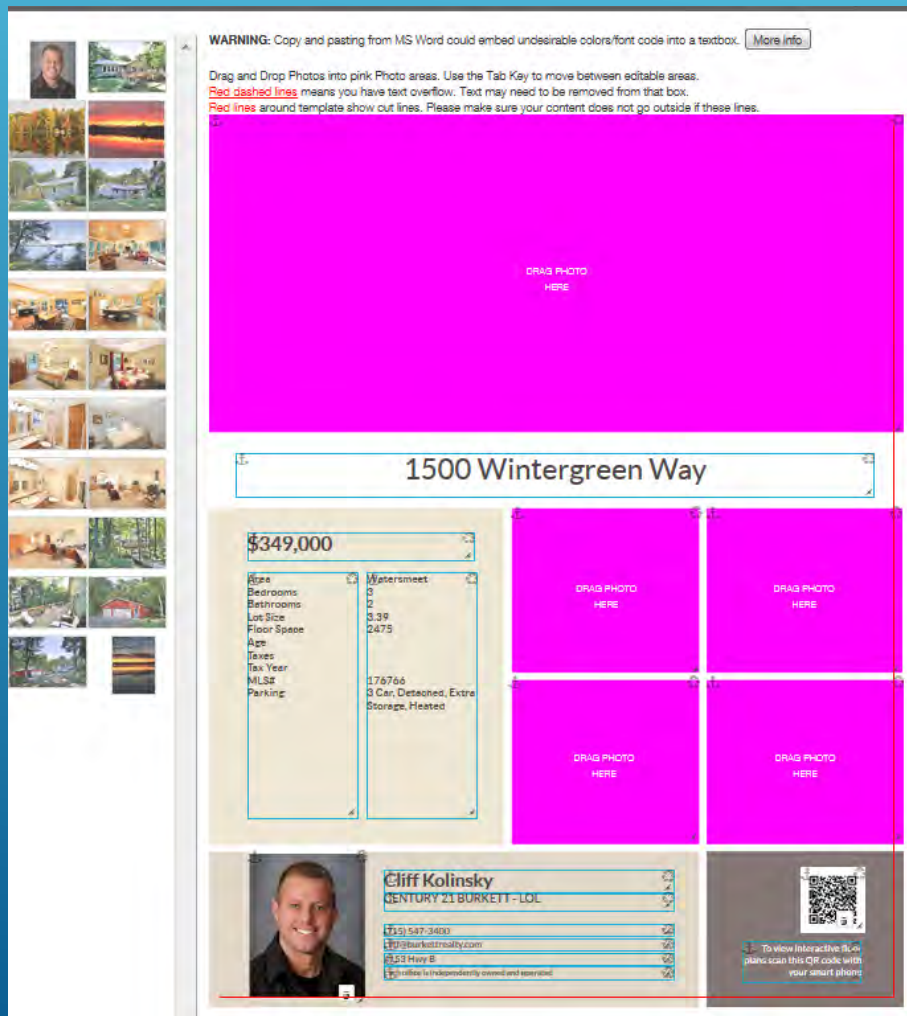 WARNING: Copy and pasting from MS Word could embed undesirable colors/font code into a textbox. More info
Drag and Drop Photos into pink Photo areas. Use the Tab Key to move between editable areas.
Red dashed lines means you have text overflow. Text may need to be removed from that box.
Red lines around template show cut lines. Please make sure your content does not go outside if these lines.
DRAG PHOTO
HERE
1500 Wintergreen Way
$349,000
Area Watersmeet
Bedrooms 3
Bathrooms 2
Lot Size 3.39
Floor Space 2475
Age
Taxes
Tax Year
MLS# 176766
Parking 3 Car, Detached, Extra
Storage, Heated
DRAG PHOTO
HERE
DRAG PHOTO
HERE
DRAG PHOTO
HERE
DRAG PHOTO
HERE
Cliff Kolinsky
CENTURY 21 BURKETT - LOL
(715) 547-3400
Hwy B
office is independently owned and operated
To view interactive floor
plans scan this QR code with
your smart phone